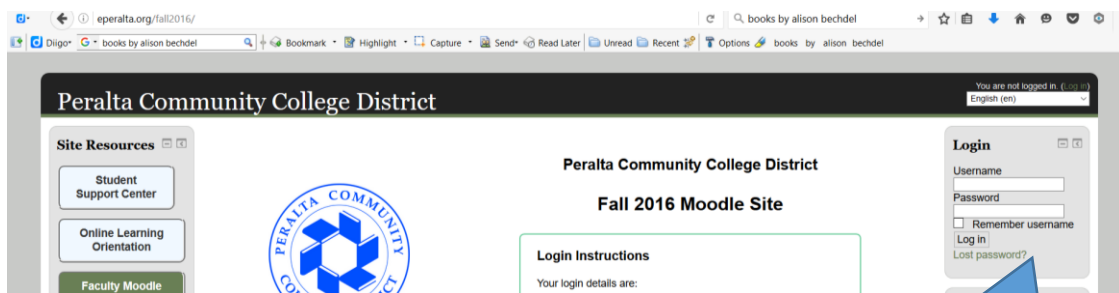 eperalta.org/fall2016/
books by alison bechdel
Diigo
books by alison bechdel
Bookmark
Highlight
Capture
Send
Read Later
Unread
Recent
Options
books by alison bechdel
Peralta Community College District
You are not logged in. (Log in)
English (en)
Site Resources
Student
Support Center
Online Learning
Orientation
Faculty Moodle
PERALTA COMMUNITY
Peralta Community College District
Fall 2016 Moodle Site
Login Instructions
Your login details are:
Login
Username
Password
Remember username
Log in
Lost password?